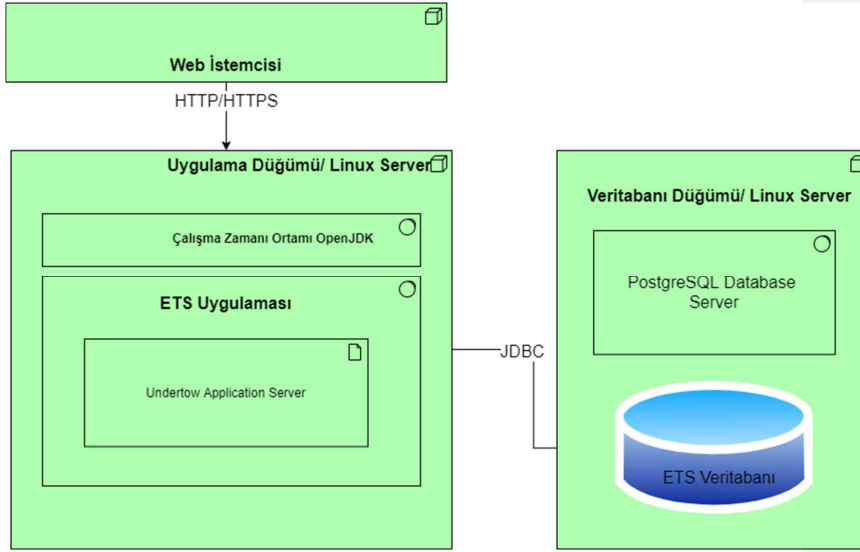 Web İstemcisi
HTTP/HTTPS
Uygulama Düğümü/ Linux Server
Çalışma Zamanı Ortamı OpenJDK
ETS Uygulaması
Undertow Application Server
JDBC
Veritabanı Düğümü/ Linux Server
PostgreSQL Database
Server
ETS Veritabanı